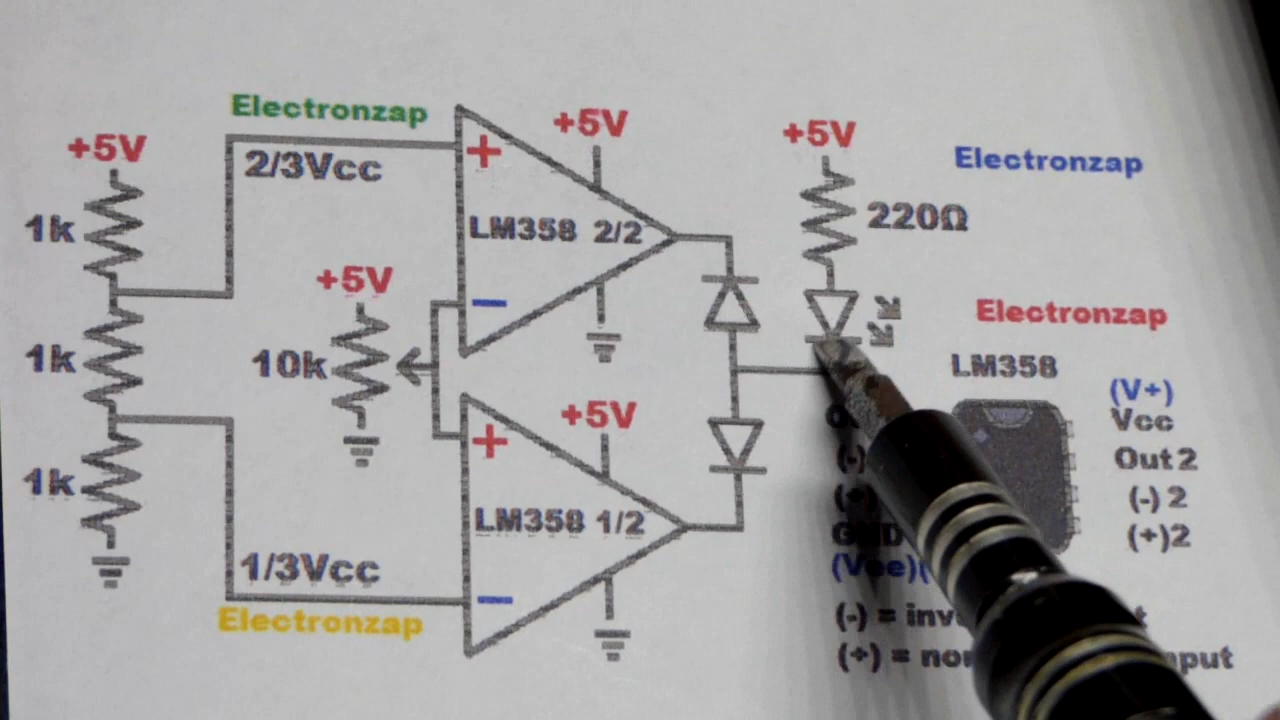 Electronzap
+5V
2/3Vcc
+5V
+5V
Electronzap
1k
+
LM358 2/2
220Ω
+5V
−
Electronzap
1k
10k
LM358
(V+)
Vcc
+5V
+
Out 2
(-)
1k
(-) 2
LM358 1/2
GND
(+)2
1/3Vcc
−
Electronzap
(-) =
(+) =